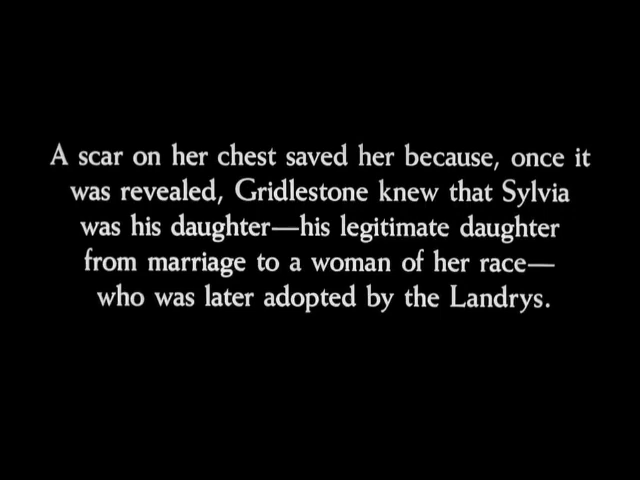 A scar on her chest saved her because, once it
was revealed, Gridlestone knew that Sylvia
was his daughter—his legitimate daughter
from marriage to a woman of her race—
who was later adopted by the Landrys.